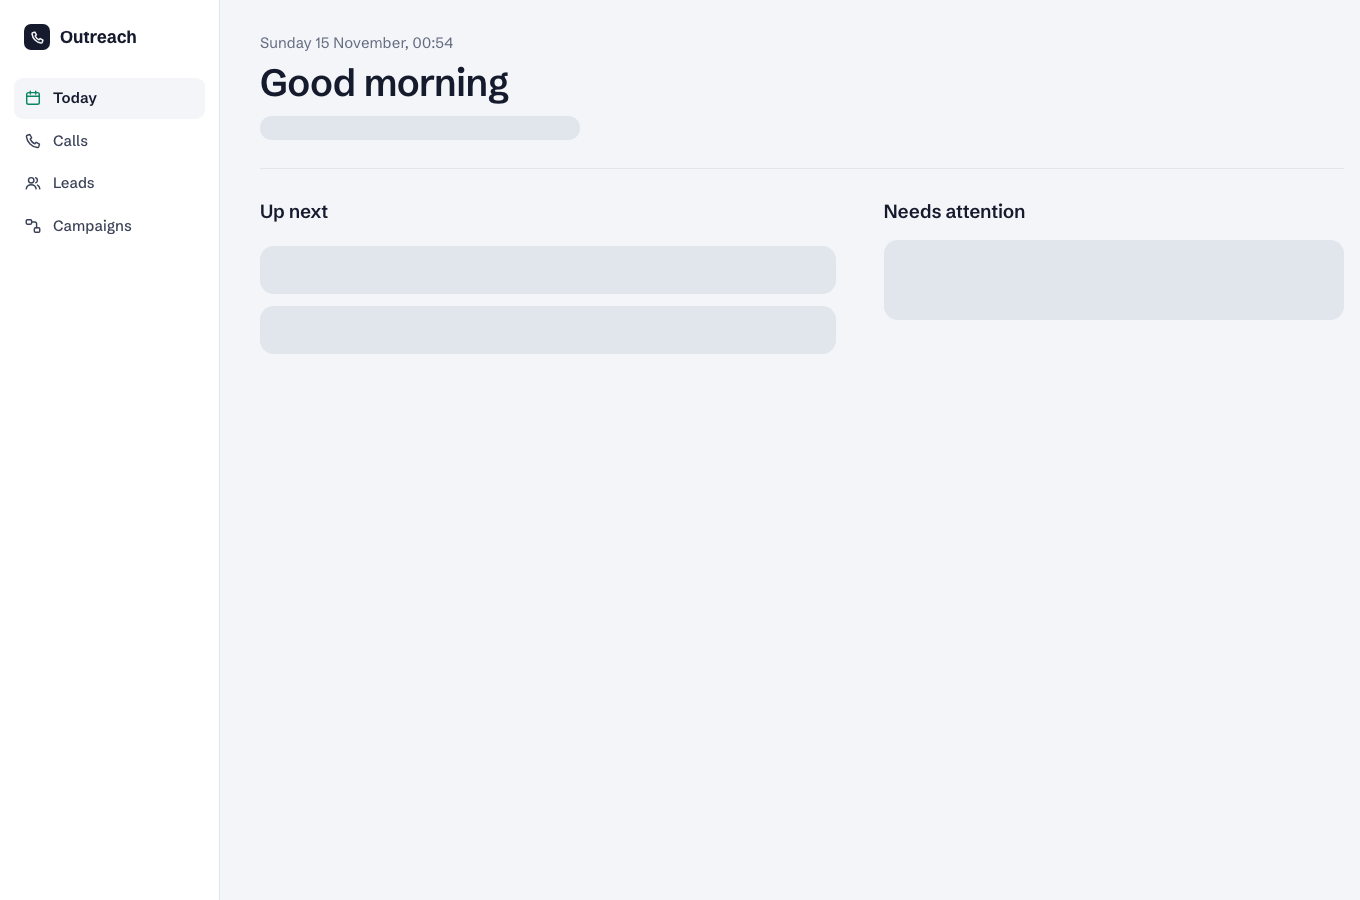 Outreach
Today
Calls
Leads
Campaigns
Sunday 15 November, 00:54
Good morning
Up next
Needs attention